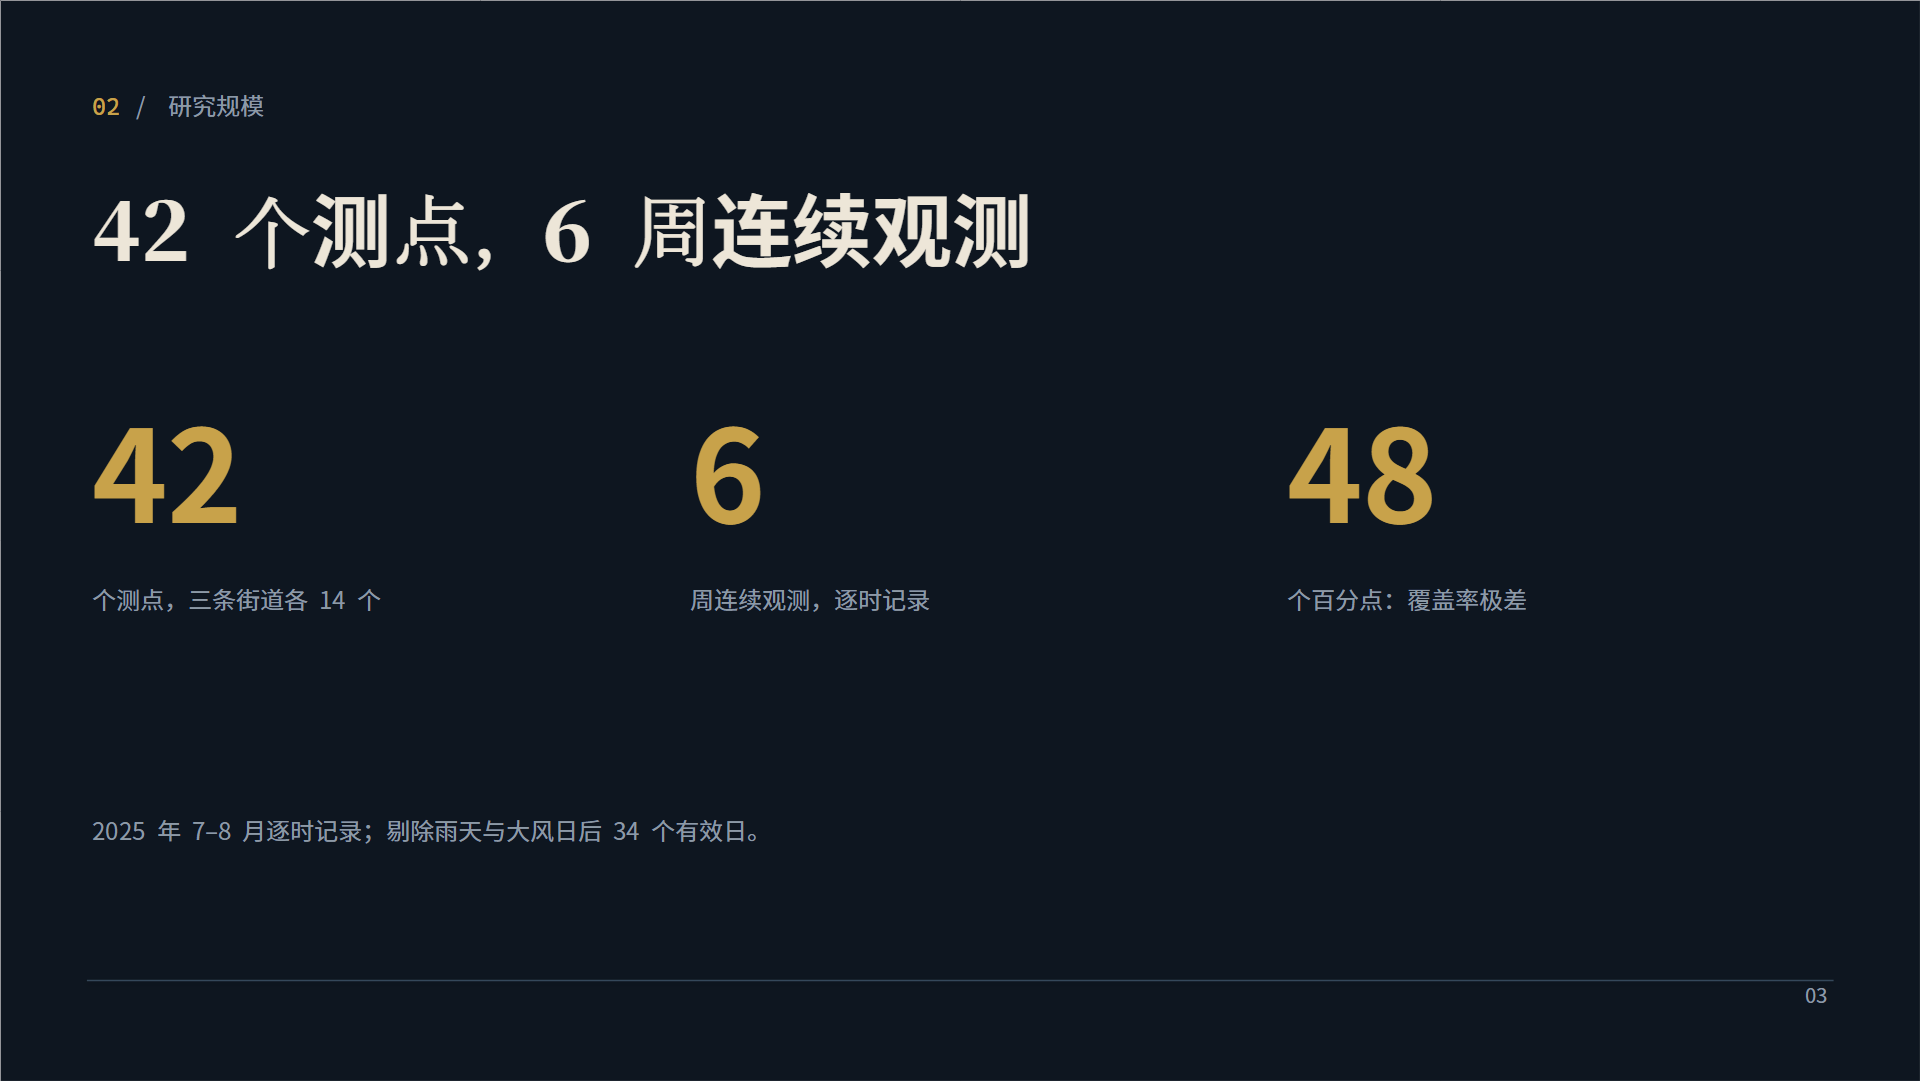 02 / 研究规模
42 个测点，6 周连续观测
42
6
48
个测点，三条街道各 14 个
周连续观测，逐时记录
个百分点：覆盖率极差
2025 年 7–8 月逐时记录；剔除雨天与大风日后 34 个有效日。
03